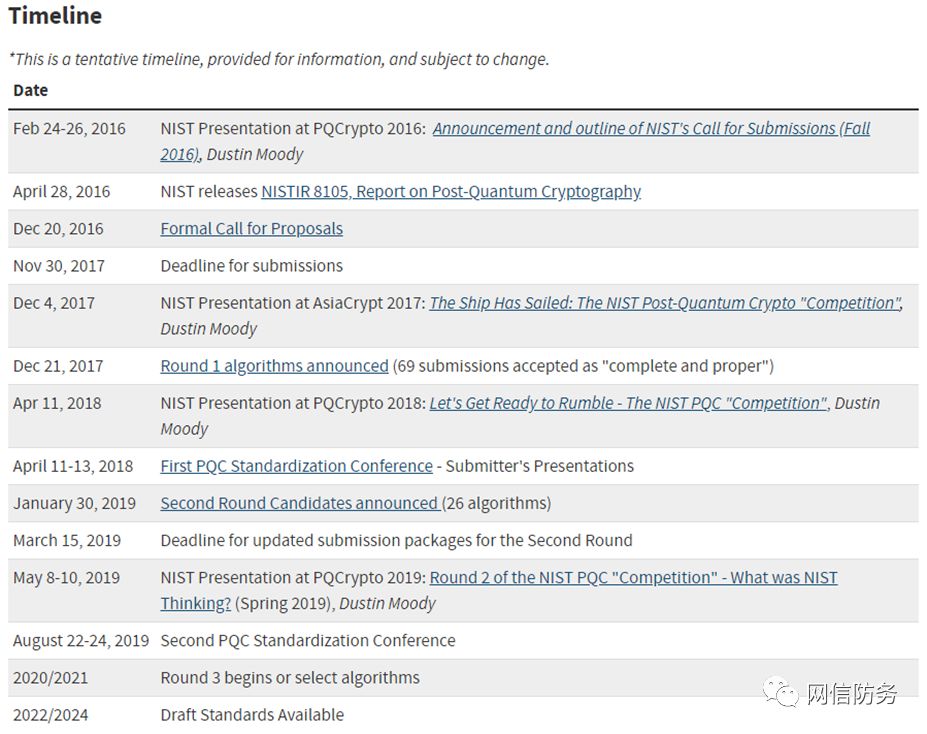 Timeline
*This is a tentative timeline, provided for information, and subject to change.
Date
Feb 24-26, 2016 NIST Presentation at PQCrypto 2016: Announcement and outline of NIST's Call for Submissions (Fall
2016), Dustin Moody
April 28, 2016 NIST releases NISTIR 8105, Report on Post-Quantum Cryptography
Dec 20, 2016 Formal Call for Proposals
Nov 30, 2017 Deadline for submissions
Dec 4, 2017 NIST Presentation at AsiaCrypt 2017: The Ship Has Sailed: The NIST Post-Quantum Crypto "Competition",
Dustin Moody
Dec 21, 2017 Round 1 algorithms announced (69 submissions accepted as "complete and proper")
Apr 11, 2018 NIST Presentation at PQCrypto 2018: Let's Get Ready to Rumble - The NIST PQC "Competition", Dustin
Moody
April 11-13, 2018 First PQC Standardization Conference - Submitter's Presentations
January 30, 2019 Second Round Candidates announced (26 algorithms)
March 15, 2019 Deadline for updated submission packages for the Second Round
May 8-10, 2019 NIST Presentation at PQCrypto 2019: Round 2 of the NIST PQC "Competition" - What was NIST
Thinking? (Spring 2019), Dustin Moody
August 22-24, 2019 Second PQC Standardization Conference
2020/2021 Round 3 begins or select algorithms
2022/2024 Draft Standards Available
网信防务